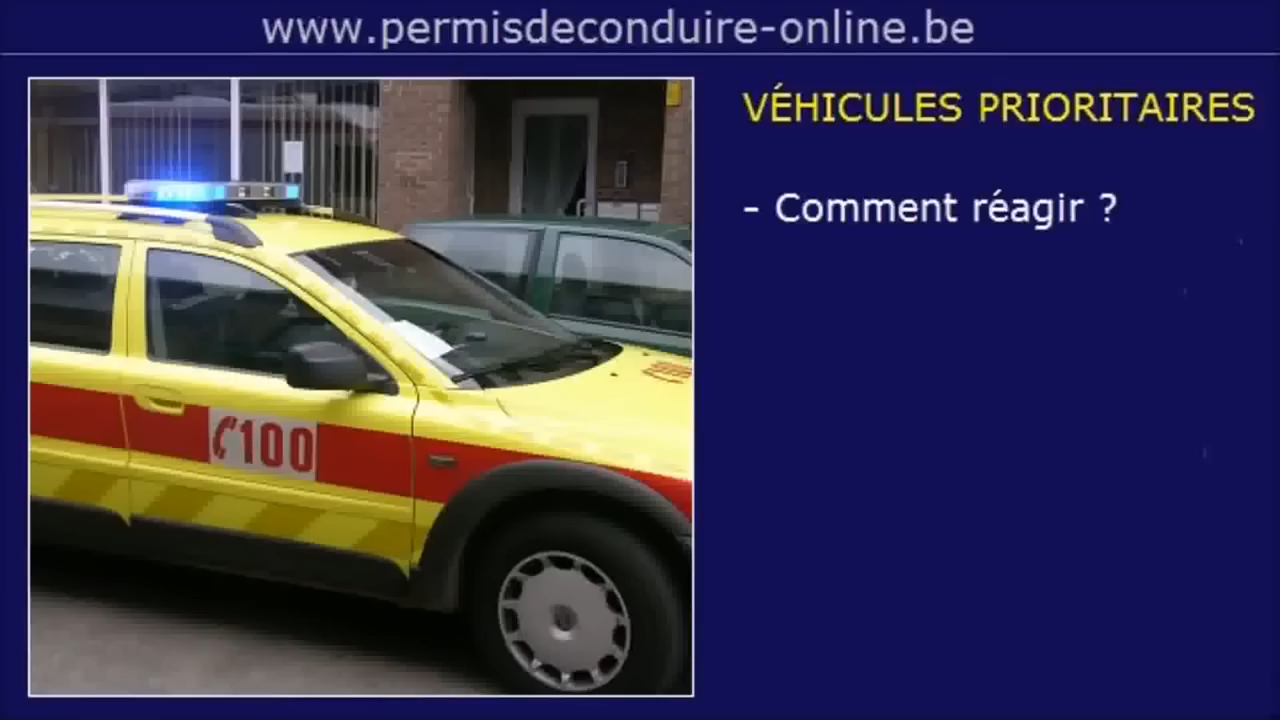 www.permisdeconduire-online.be
VÉHICULES PRIORITAIRES
- Comment réagir ?
100